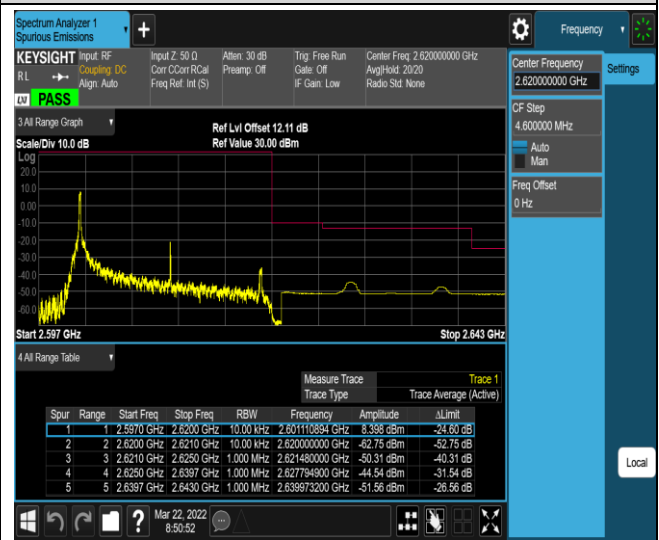 Spectrum Analyzer 1
Spurious Emissions
+
Frequency
KEYSIGHT Input: RF Input Z: 50 Ω Atten: 30 dB Trig: Free Run Center Freq: 2.620000000 GHz
R L Coupling: DC Corr CCorr RCal Preamp: Off Gate: Off Avg|Hold: 20/20
Align: Auto Freq Ref: Int (S) IF Gain: Low Radio Std: None
PASS
Center Frequency
2.620000000 GHz
Settings
CF Step
4.600000 MHz
Auto
Man
Freq Offset
0 Hz
Local
3 All Range Graph
Ref Lvl Offset 12.11 dB
Scale/Div 10.0 dB Ref Value 30.00 dBm
Log
20.0
10.0
0.00
-10.0
-20.0
-30.0
-40.0
-50.0
-60.0
Start 2.597 GHz Stop 2.643 GHz
4 All Range Table
Measure Trace Trace 1
Trace Type Trace Average (Active)
Spur Range Start Freq Stop Freq RBW Frequency Amplitude ΔLimit
1 1 2.5970 GHz 2.6200 GHz 10.00 kHz 2.601110894 GHz 8.398 dBm -24.60 dB
2 2 2.6200 GHz 2.6210 GHz 10.00 kHz 2.620000000 GHz -62.75 dBm -52.75 dB
3 3 2.6210 GHz 2.6250 GHz 1.000 MHz 2.621480000 GHz -50.31 dBm -40.31 dB
4 4 2.6250 GHz 2.6397 GHz 1.000 MHz 2.627794900 GHz -44.54 dBm -31.54 dB
5 5 2.6397 GHz 2.6430 GHz 1.000 MHz 2.639973200 GHz -51.56 dBm -26.56 dB
? Mar 22, 2022
8:50:52